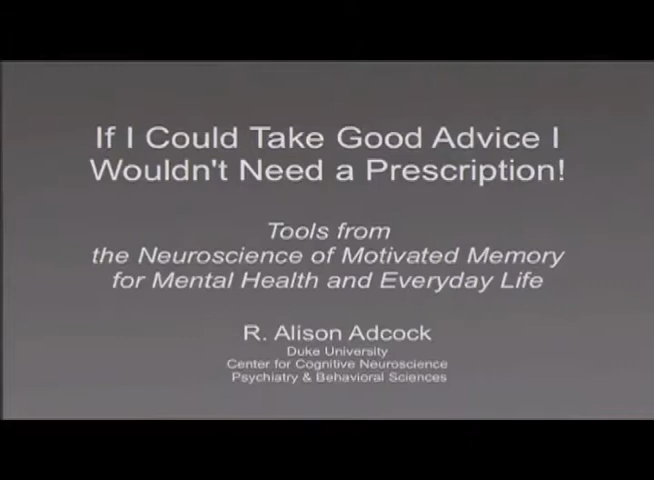 If I Could Take Good Advice I
Wouldn't Need a Prescription!
Tools from
the Neuroscience of Motivated Memory
for Mental Health and Everyday Life
R. Alison Adcock
Duke University
Center for Cognitive Neuroscience
Psychiatry & Behavioral Sciences